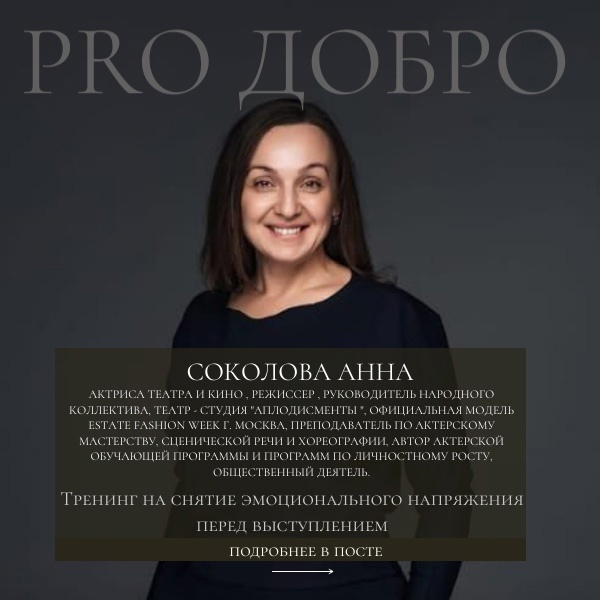 PRO ДОБРО
СОКОЛОВА АННА
АКТРИСА ТЕАТРА И КИНО , РЕЖИССЕР , РУКОВОДИТЕЛЬ НАРОДНОГО
КОЛЛЕКТИВА, ТЕАТР - СТУДИЯ "АПЛОДИСМЕНТЫ ", ОФИЦИАЛЬНАЯ МОДЕЛЬ
ESTATE FASHION WEEK Г. МОСКВА, ПРЕПОДАВАТЕЛЬ ПО АКТЕРСКОМУ
МАСТЕРСТВУ, СЦЕНИЧЕСКОЙ РЕЧИ И ХОРЕОГРАФИИ, АВТОР АКТЕРСКОЙ
ОБУЧАЮЩЕЙ ПРОГРАММЫ И ПРОГРАММ ПО ЛИЧНОСТНОМУ РОСТУ,
ОБЩЕСТВЕННЫЙ ДЕЯТЕЛЬ.
ТРЕНИНГ НА СНЯТИЕ ЭМОЦИОНАЛЬНОГО НАПРЯЖЕНИЯ
ПЕРЕД ВЫСТУПЛЕНИЕМ
ПОДРОБНЕЕ В ПОСТЕ